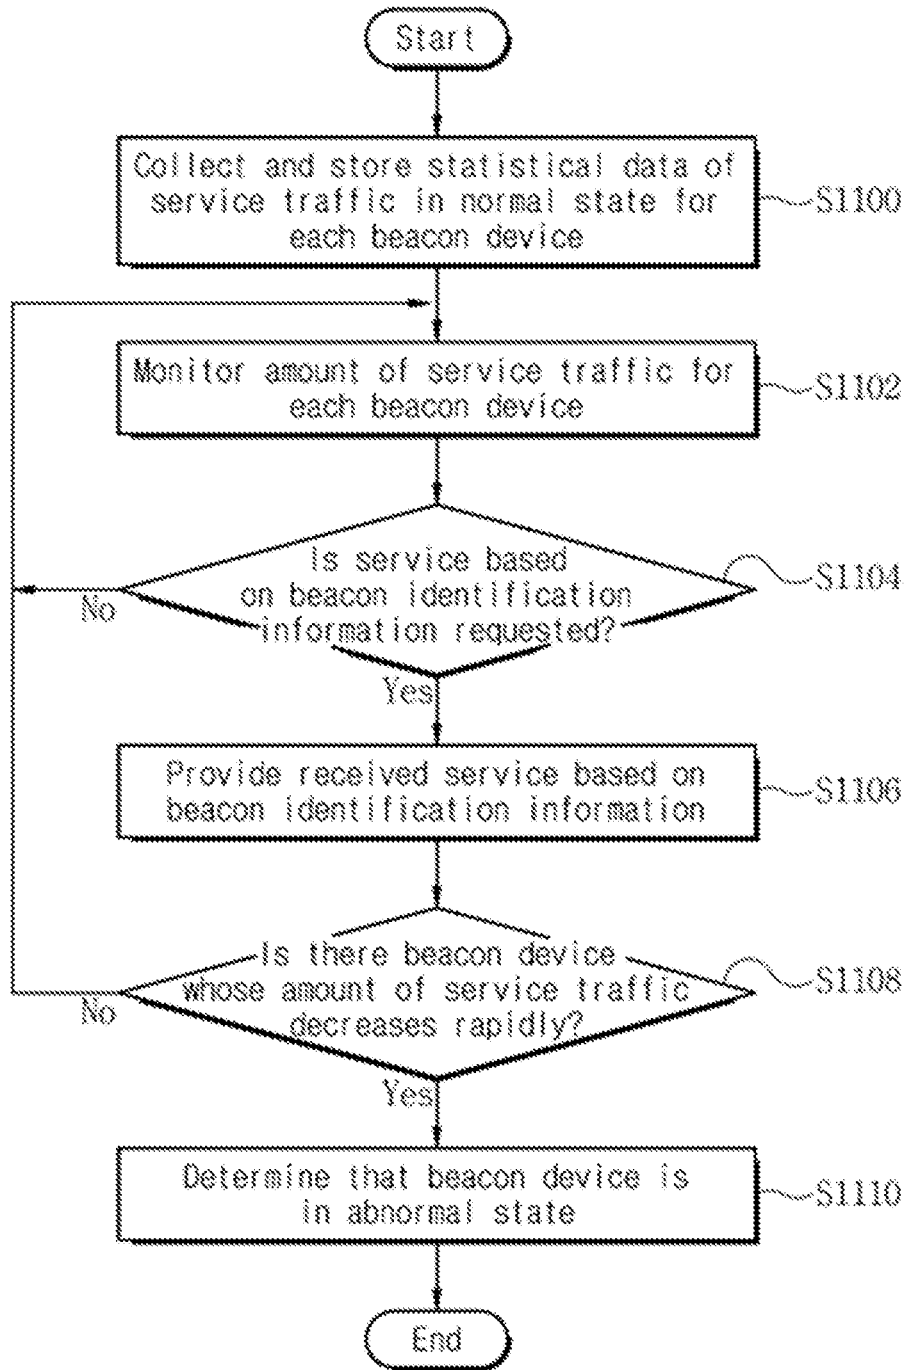 Start
Collect and store statistical data of
service traffic in normal state for
each beacon device
S1100
Monitor amount of service traffic for
each beacon device
S1102
Is service based
on beacon identification
information requested?
S1104
No
Yes
Provide received service based on
beacon identification information
S1106
Is there beacon device
whose amount of service traffic
decreases rapidly?
S1108
No
Yes
Determine that beacon device is
in abnormal state
S1110
End